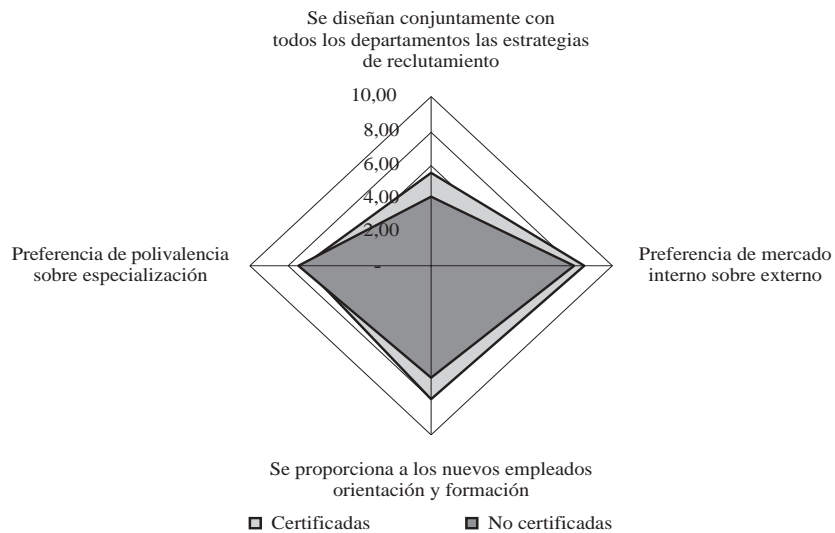 Se diseñan conjuntamente con
todos los departamentos las estrategias
de reclutamiento
10,00
8,00
6,00
4,00
2,00
-
Preferencia de polivalencia
sobre especialización
Preferencia de mercado
interno sobre externo
Se proporciona a los nuevos empleados
orientación y formación
Certificadas
No certificadas